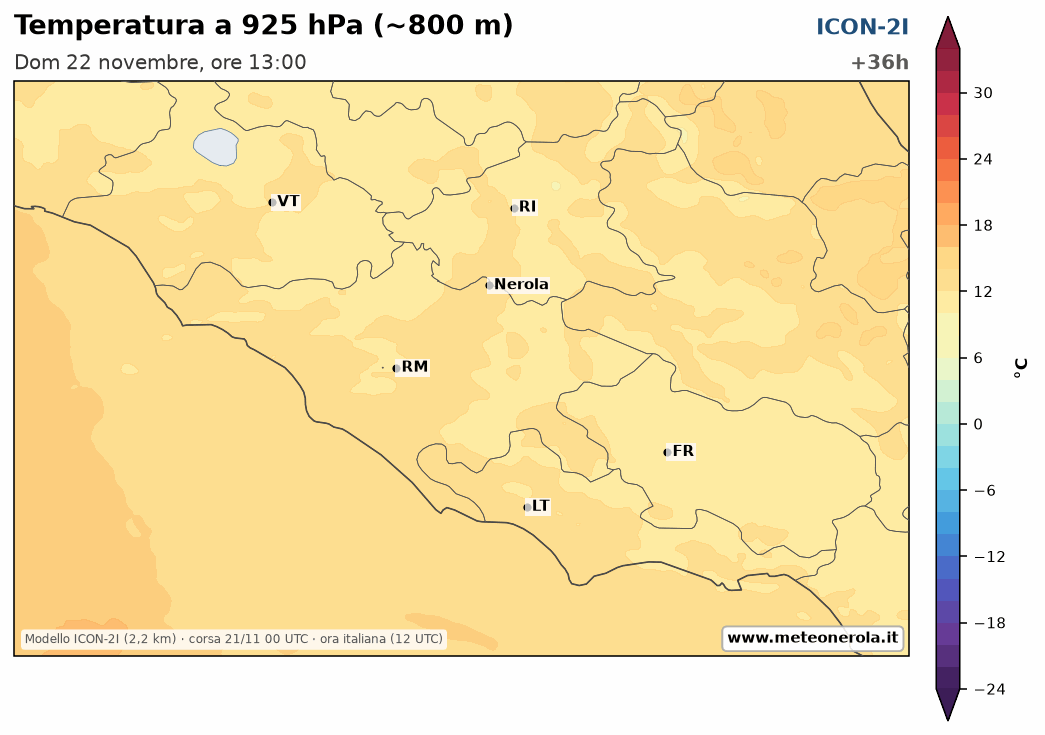 Temperatura a 925 hPa (~800 m)
ICON-2I
Dom 22 novembre, ore 13:00
+36h
VT
RI
Nerola
RM
FR
LT
Modello ICON-2I (2,2 km) · corsa 21/11 00 UTC · ora italiana (12 UTC)
www.meteonerola.it
30
24
18
12
6
0
−6
−12
−18
−24
°C